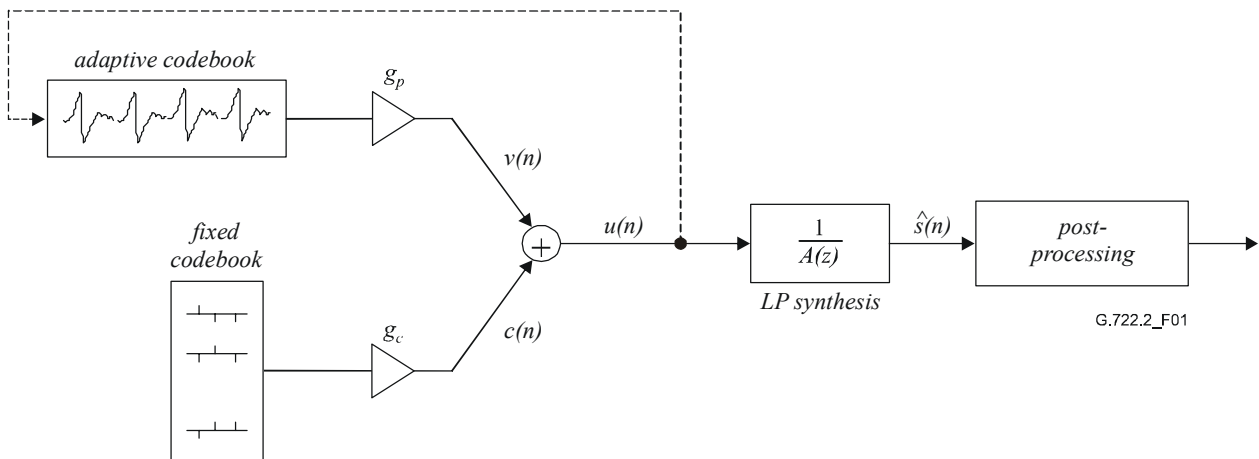 adaptive codebook
g_p
v(n)
fixed
codebook
u(n)
+
1
A(z)
LP synthesis
ŝ(n)
post-
processing
g_c
c(n)
G.722.2_F01